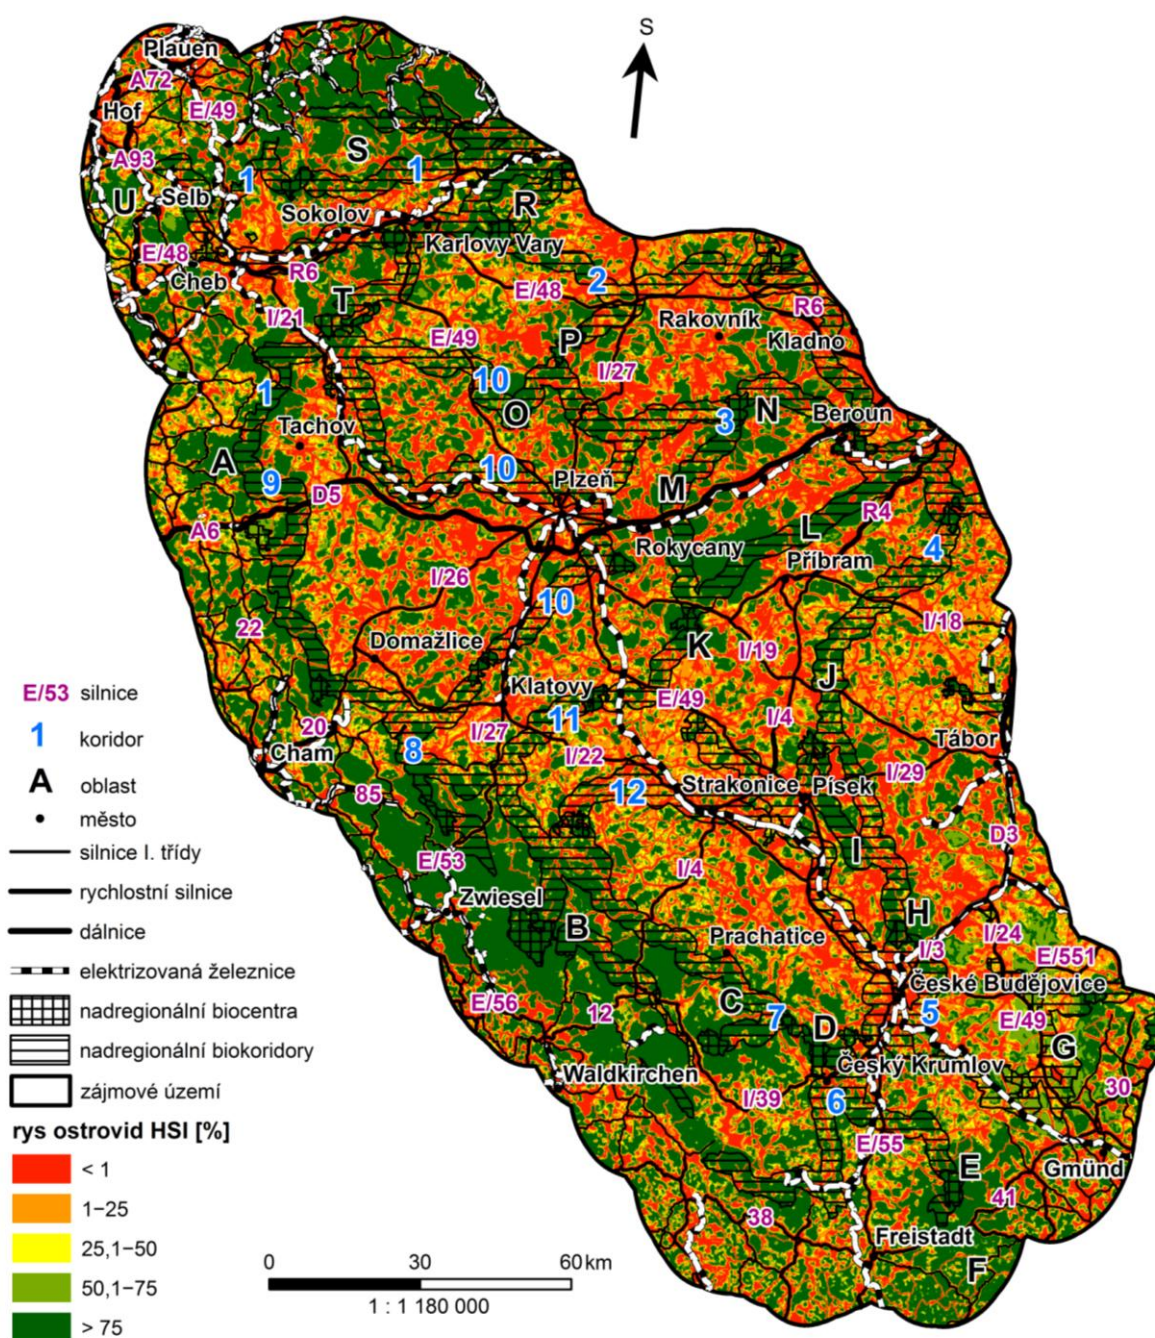 S
Plauen
A72
Hof
E/49
A93
S
1
1
U
Selb
R
Sokolov
Karlovy Vary
E/48
Cheb
R6
2
E/48
T
I/21
R6
Rakovník
E/49
P
Kladno
I/27
10
1
O
3
N
Beroun
Tachov
A
10
Plzeň
9
D5
M
R4
A6
L
Rokycany
4
Příbram
I/26
10
22
I/18
Domažlice
K
I/19
J
Klatovy
E/49
11
I/4
20
I/27
Cham
8
I/22
Tábor
I/29
Strakonice
Písek
12
85
D3
E/53
I/4
I
Zwiesel
B
H
Prachatice
I/3
I/24
E/551
České Budějovice
E/56
12
C
7
5
D
E/49
G
Waldkirchen
Český Krumlov
30
I/39
6
E/55
E
Gmünd
41
38
Freistadt
F
E/53 silnice
1 koridor
A oblast
město
silnice I. třídy
rychlostní silnice
dálnice
elektrizovaná železnice
nadregionální biocentra
nadregionální biokoridory
zájmové území
rys ostrovid HSI [%]
< 1
1–25
25,1–50
50,1–75
> 75
0 30 60 km
1 : 1 180 000